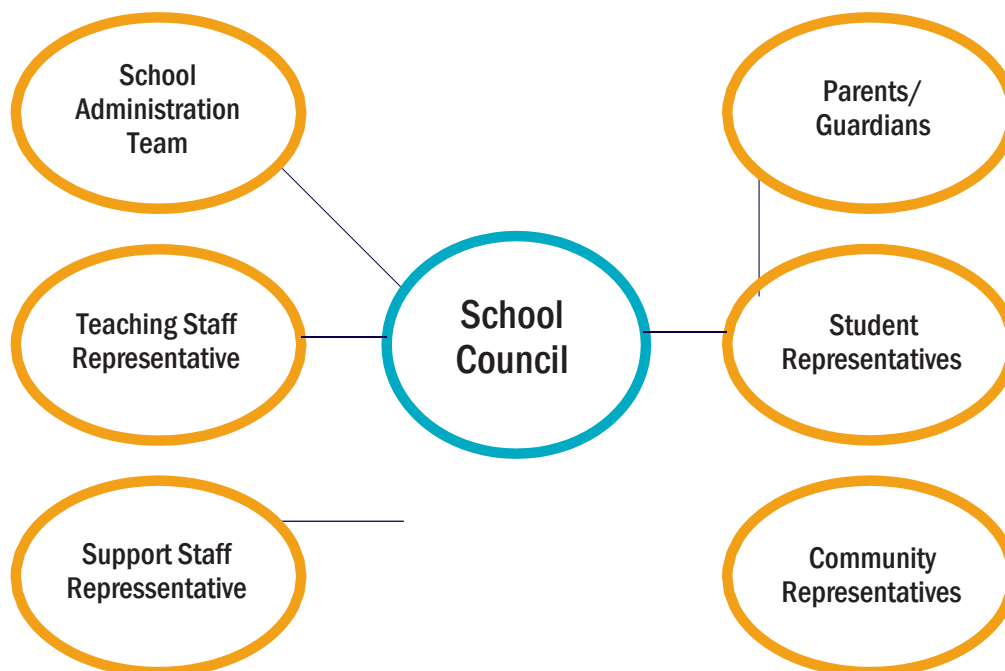 School
Administration
Team
Parents/
Guardians
Teaching Staff
Representative
School
Council
Student
Representatives
Support Staff
Repressentative
Community
Representatives